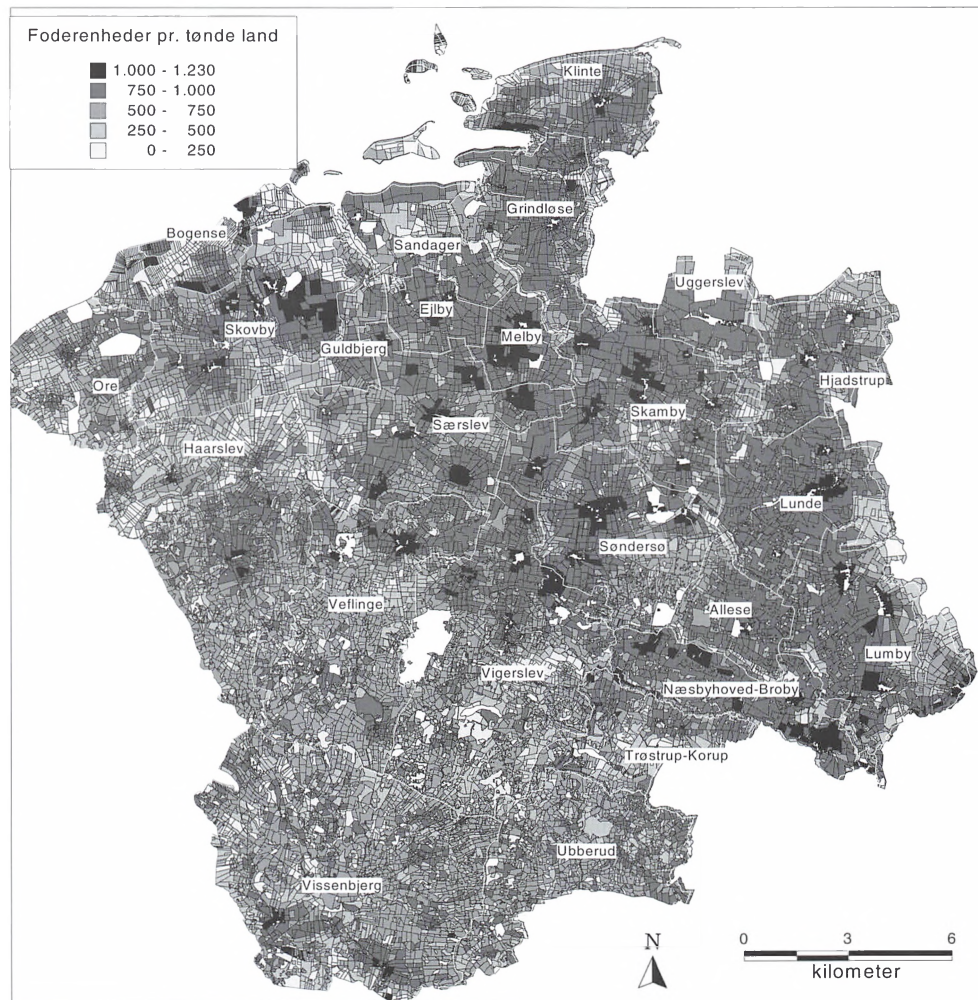 Foderenheder pr. tønde land
1.000 - 1.230
750 - 1.000
500 - 750
250 - 500
0 - 250
Klinte
Grindløse
Bogense
Sandager
Uggerslev
Ejlby
Skovby
Melby
Guldbjerg
Hjadstrup
Ore
Skamby
Særslev
Haarslev
Lunde
Søndersø
Veflinge
Allese
Lumby
Vigerslev
Næsbyhoved-Broby
Trøstrup-Korup
Ubberud
Vissenbjerg
N
0 3 6
kilometer